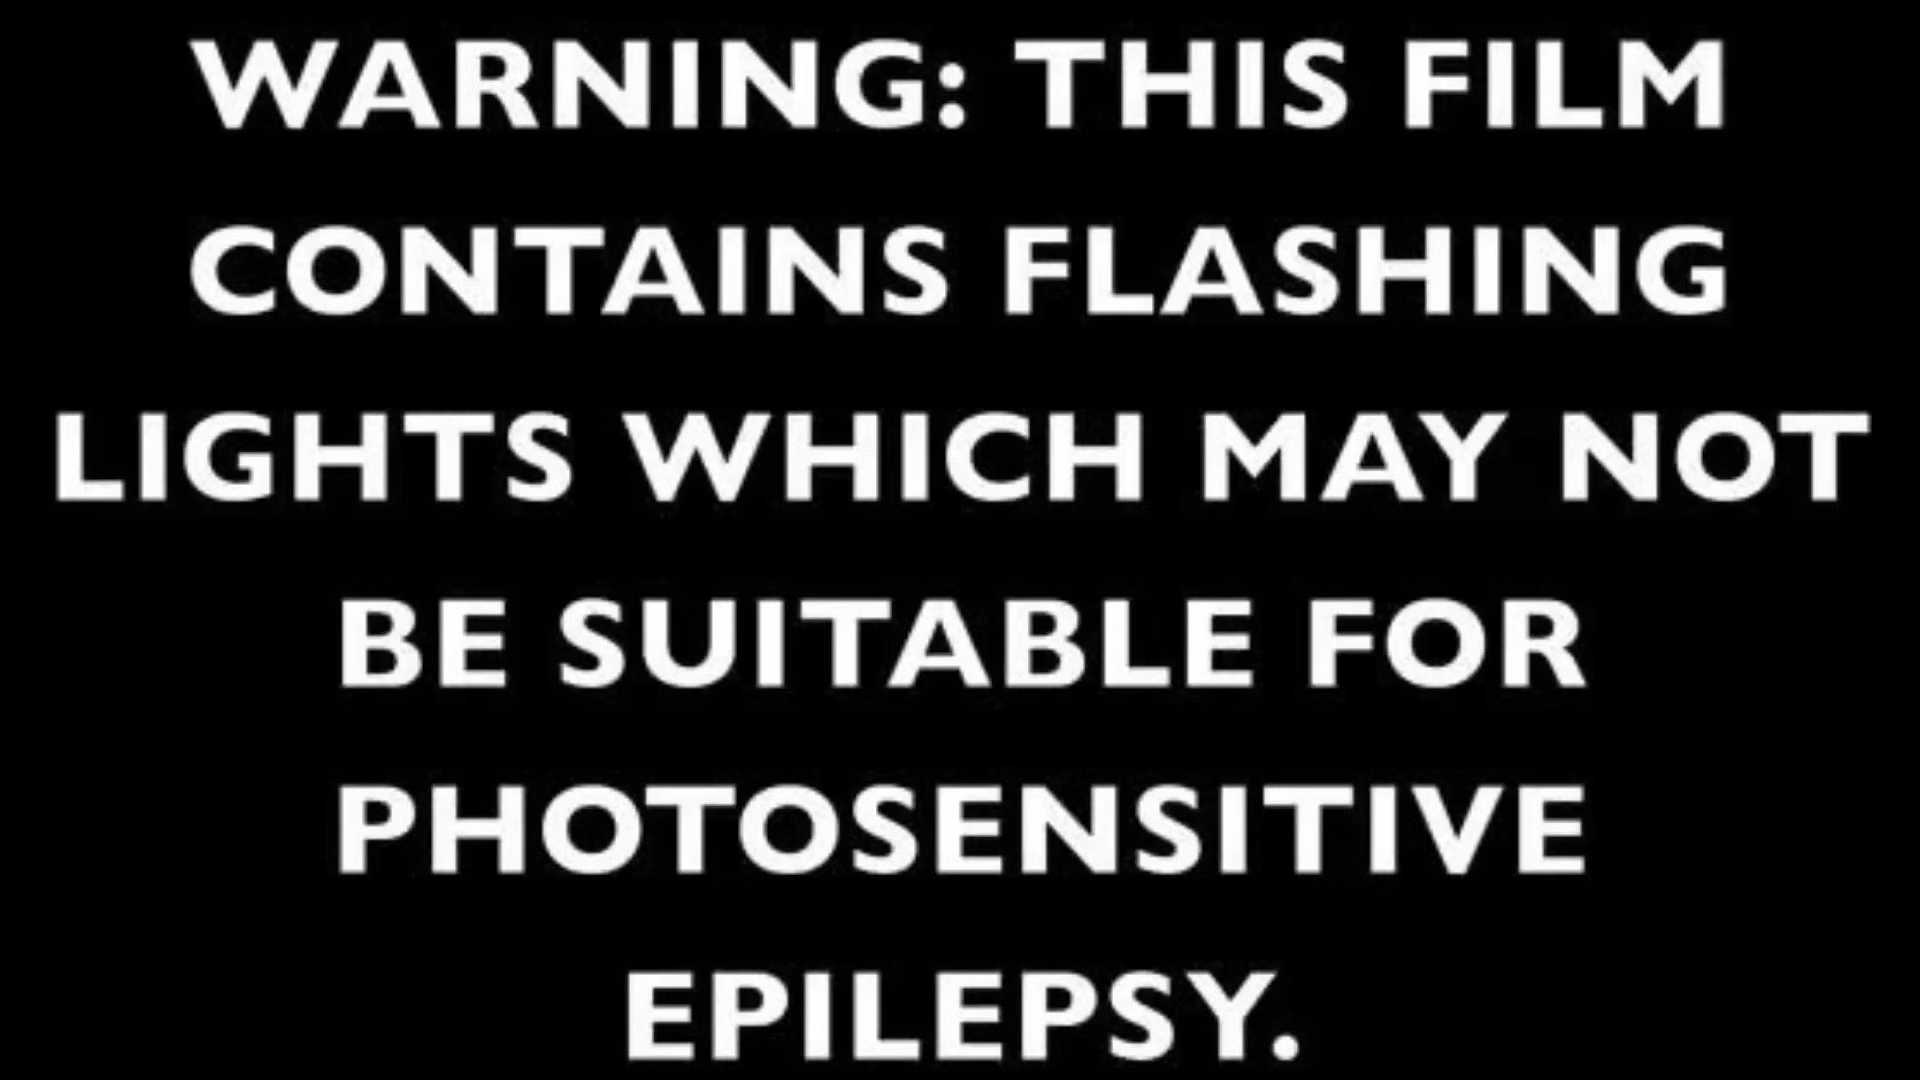 WARNING: THIS FILM
CONTAINS FLASHING
LIGHTS WHICH MAY NOT
BE SUITABLE FOR
PHOTOSENSITIVE
EPILEPSY.